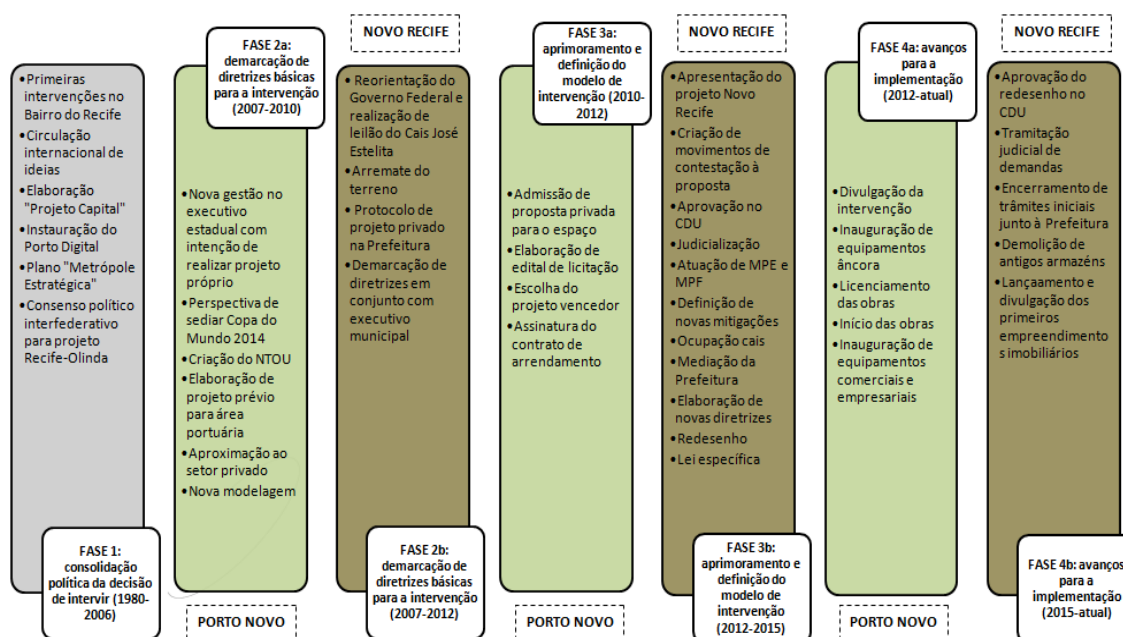 •Primeiras
intervenções no
Bairro do Recife
•Circulação
internacional de
ideias
•Elaboração
"Projeto Capital"
•Instauração do
Porto Digital
•Plano "Metrópole
Estratégica"
•Consenso político
interfederativo
para projeto
Recife-Olinda
FASE 1:
consolidação
política da decisão
de intervir (1980-
2006)
FASE 2a:
demarcação de
diretrizes básicas
para a intervenção
(2007-2010)
•Nova gestão no
executivo
estadual com
intenção de
realizar projeto
próprio
•Perspectiva de
sediar Copa do
Mundo 2014
•Criação do NTOU
•Elaboração de
projeto prévio
para área
portuária
•Aproximação ao
setor privado
•Nova modelagem
PORTO NOVO
NOVO RECIFE
•Reorientação do
Governo Federal e
realização de
leilão do Cais José
Estelita
•Arremate do
terreno
•Protocolo de
projeto privado
na Prefeitura
•Demarcação de
diretrizes em
conjunto com
executivo
municipal
FASE 2b:
demarcação de
diretrizes básicas
para a intervenção
(2007-2012)
FASE 3a:
aprimoramento e
definição do
modelo de
intervenção (2010-
2012)
•Admissão de
proposta privada
para o espaço
•Elaboração de
edital de licitação
•Escolha do
projeto vencedor
•Assinatura do
contrato de
arrendamento
PORTO NOVO
NOVO RECIFE
•Apresentação do
projeto Novo
Recife
•Criação de
movimentos de
contestação à
proposta
•Aprovação no
CDU
•Judicialização
•Atuação de MPE e
MPF
•Definição de
novas mitigações
•Ocupação cais
•Mediação da
Prefeitura
•Elaboração de
novas diretrizes
•Redesenho
•Lei específica
FASE 3b:
aprimoramento e
definição do
modelo de
intervenção
(2012-2015)
FASE 4a: avanços
para a
implementação
(2012-atual)
•Divulgação da
intervenção
•Inauguração de
equipamentos
âncora
•Licenciamento
das obras
•Início das obras
•Inauguração de
equipamentos
comerciais e
empresariais
PORTO NOVO
NOVO RECIFE
•Aprovação do
redesenho no
CDU
•Tramitação
judicial de
demandas
•Encerramento de
trâmites iniciais
junto à Prefeitura
•Demolição de
antigos armazéns
•Lançaamento e
divulgação dos
primeiros
empreendimento
s imobiliários
FASE 4b: avanços
para a
implementação
(2015-atual)